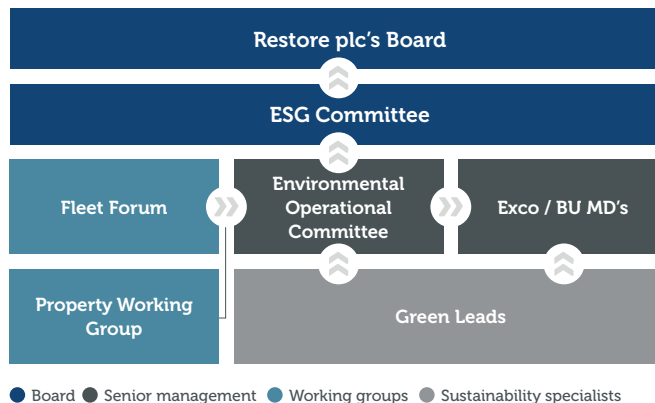 Restore plc's Board
ESG Committee
Fleet Forum
Environmental
Operational
Committee
Exco / BU MD's
Property Working
Group
Green Leads
Board Senior management Working groups Sustainability specialists